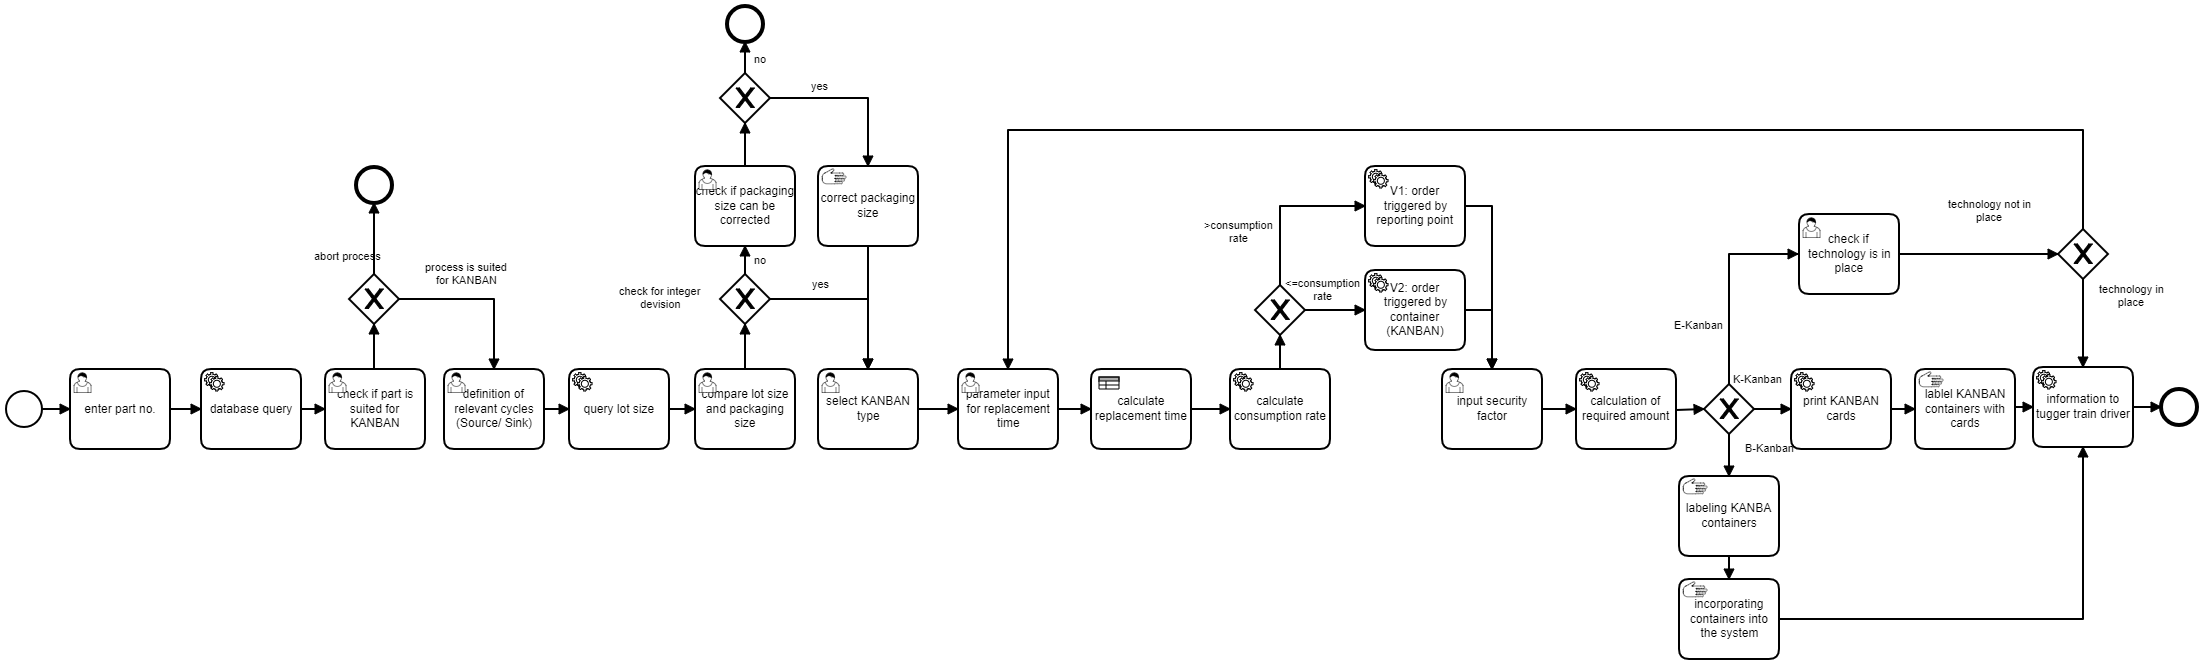 no
yes
check if packaging
size can be
corrected
correct packaging
size
abort process
process is suited
for KANBAN
check for integer
devision
no
yes
>consumption
rate
<=consumption
rate
V1: order
triggered by
reporting point
V2: order
triggered by
container
(KANBAN)
technology not in
place
check if
technology is in
place
technology in
place
E-Kanban
K-Kanban
B-Kanban
enter part no.
database query
check if part is
suited for
KANBAN
definition of
relevant cycles
(Source/ Sink)
query lot size
compare lot size
and packaging
size
select KANBAN
type
parameter input
for replacement
time
calculate
replacement time
calculate
consumption rate
input security
factor
calculation of
required amount
print KANBAN
cards
lablel KANBAN
containers with
cards
information to
tugger train driver
labeling KANBA
containers
incorporating
containers into
the system